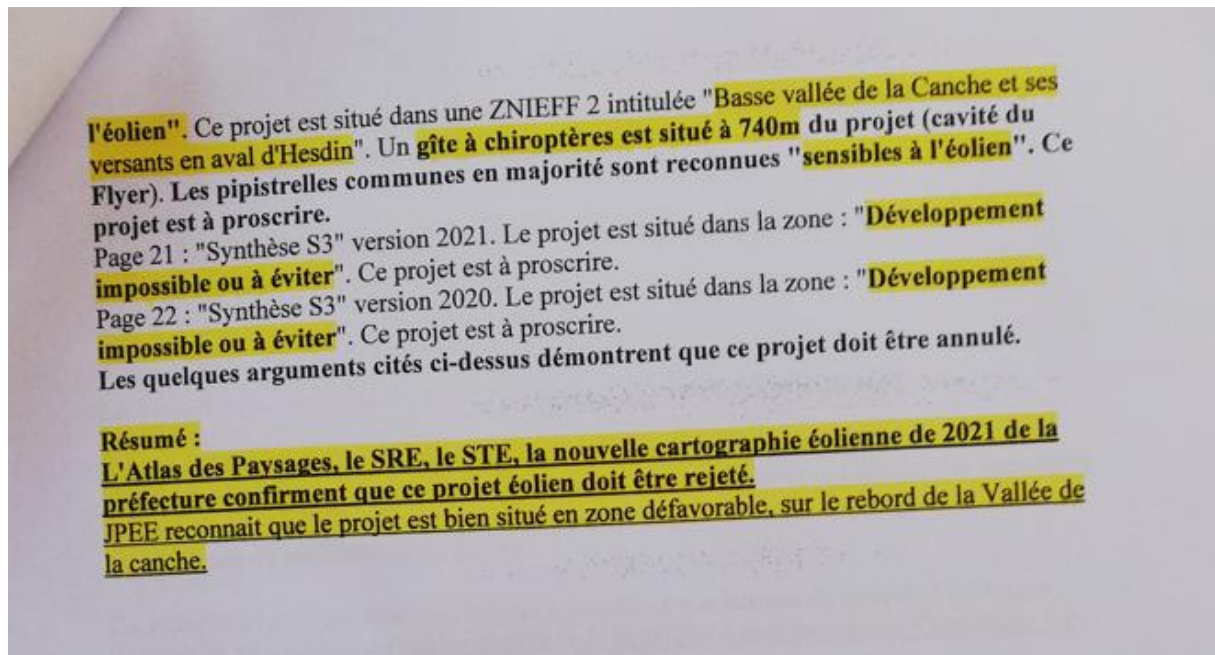 l'éolien". Ce projet est situé dans une ZNIEFF 2 intitulée "Basse vallée de la Canche et ses
versants en aval d'Hesdin". Un gîte à chiroptères est situé à 740m du projet (cavité du
Flyer). Les pipistrelles communes en majorité sont reconnues "sensibles à l'éolien". Ce
projet est à proscrire.
Page 21 : "Synthèse S3" version 2021. Le projet est situé dans la zone : "Développement
impossible ou à éviter". Ce projet est à proscrire.
Page 22 : "Synthèse S3" version 2020. Le projet est situé dans la zone : "Développement
impossible ou à éviter". Ce projet est à proscrire.
Les quelques arguments cités ci-dessus démontrent que ce projet doit être annulé.
Résumé :
L'Atlas des Paysages, le SRE, le STE, la nouvelle cartographie éolienne de 2021 de la
préfecture confirment que ce projet éolien doit être rejeté.
JPEE reconnait que le projet est bien situé en zone défavorable, sur le rebord de la Vallée de
la canche.